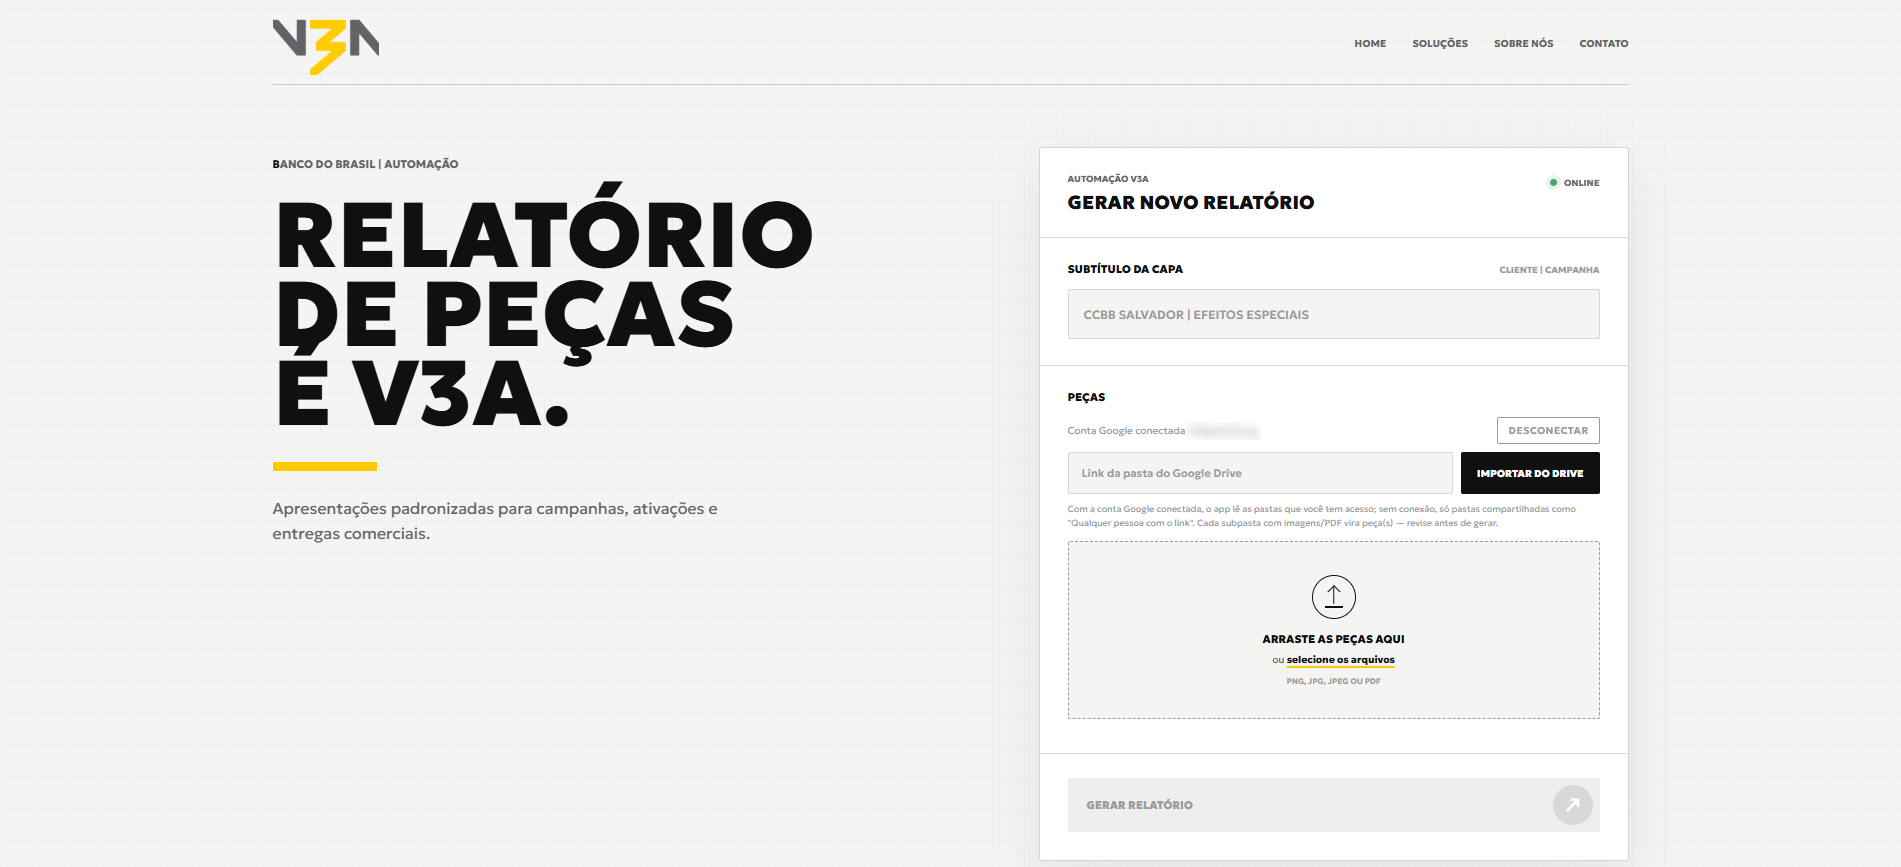 V3A
HOME SOLUÇÕES SOBRE NÓS CONTATO
BANCO DO BRASIL | AUTOMAÇÃO
RELATÓRIO
DE PEÇAS
É V3A.
Apresentações padronizadas para campanhas, ativações e
entregas comerciais.
AUTOMAÇÃO V3A
GERAR NOVO RELATÓRIO
ONLINE
SUBTÍTULO DA CAPA
CLIENTE | CAMPANHA
CCBB SALVADOR | EFEITOS ESPECIAIS
PEÇAS
Conta Google conectada
DESCONECTAR
Link da pasta do Google Drive
IMPORTAR DO DRIVE
Com a conta Google conectada, o app lê as pastas que você tem acesso; sem conexão, só pastas compartilhadas como
"Qualquer pessoa com o link". Cada subpasta com imagens/PDF vira peça(s) — revise antes de gerar.
ARRASTE AS PEÇAS AQUI
ou selecione os arquivos
PNG, JPG, JPEG OU PDF
GERAR RELATÓRIO